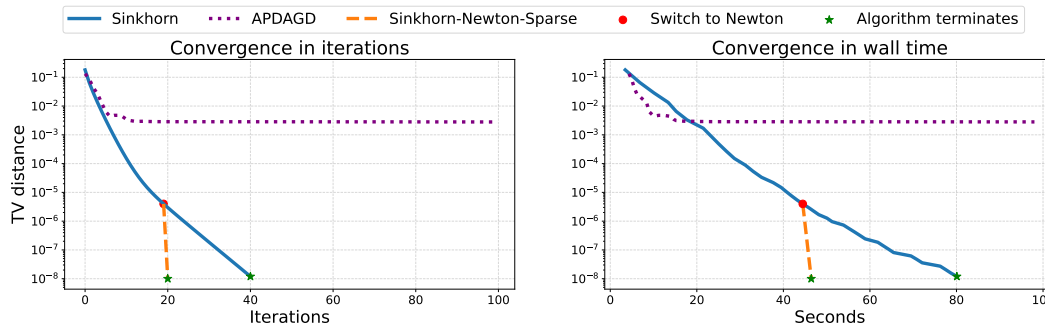 Sinkhorn APDAGD Sinkhorn-Newton-Sparse Switch to Newton Algorithm terminates
Convergence in iterations
TV distance
10⁻¹
10⁻²
10⁻³
10⁻⁴
10⁻⁵
10⁻⁶
10⁻⁷
10⁻⁸
0 20 40 60 80 100
Iterations
Convergence in wall time
10⁻¹
10⁻²
10⁻³
10⁻⁴
10⁻⁵
10⁻⁶
10⁻⁷
10⁻⁸
0 20 40 60 80
Seconds